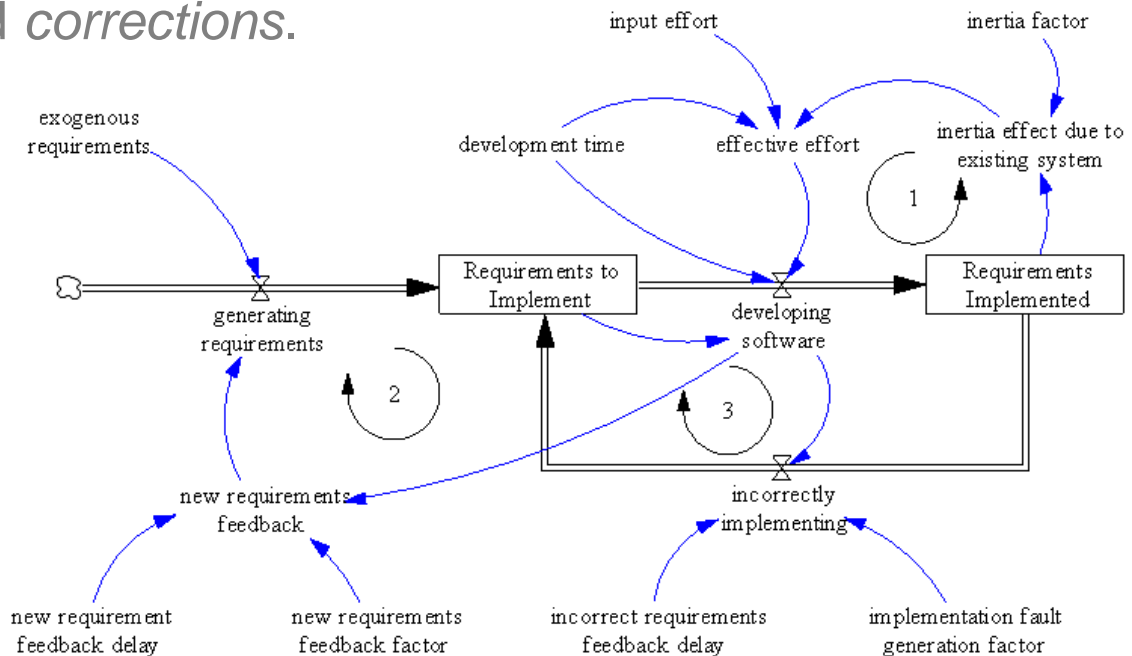 corrections.
input effort
inertia factor
exogenous
requirements
development time
effective effort
inertia effect due to
existing system
1
Requirements to
Implement
Requirements
Implemented
generating
requirements
developing
software
2
3
new requirements
feedback
incorrectly
implementing
new requirement
feedback delay
new requirements
feedback factor
incorrect requirements
feedback delay
implementation fault
generation factor